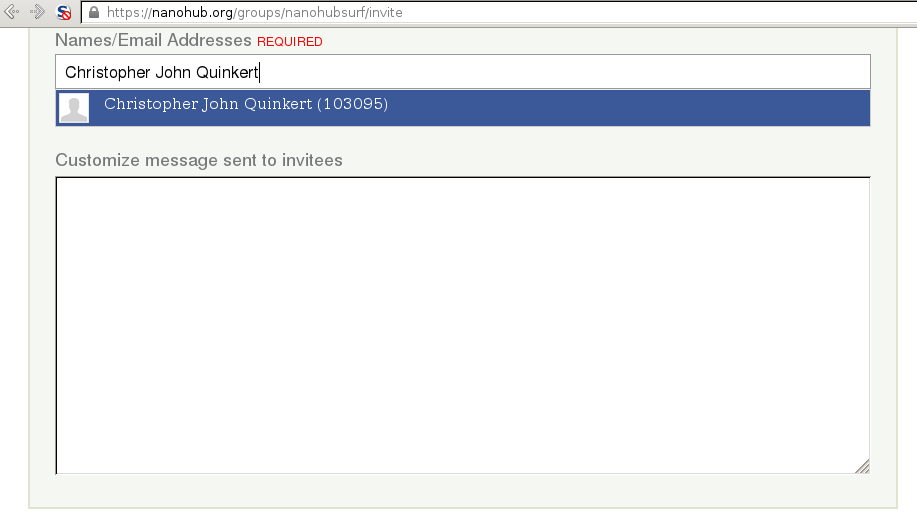 https://nanohub.org/groups/nanohubsurf/invite
Names/Email Addresses REQUIRED
Christopher John Quinkert
Christopher John Quinkert (103095)
Customize message sent to invitees